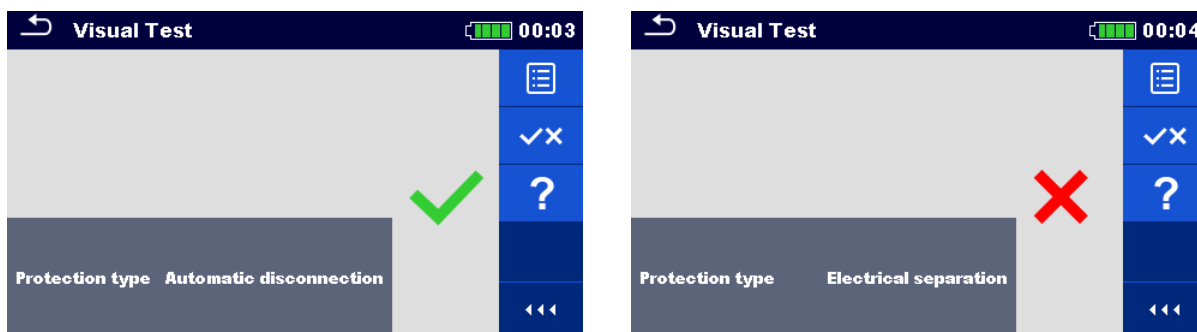 Visual Test 00:03
?
Protection type Automatic disconnection
Visual Test 00:04
?
Protection type Electrical separation